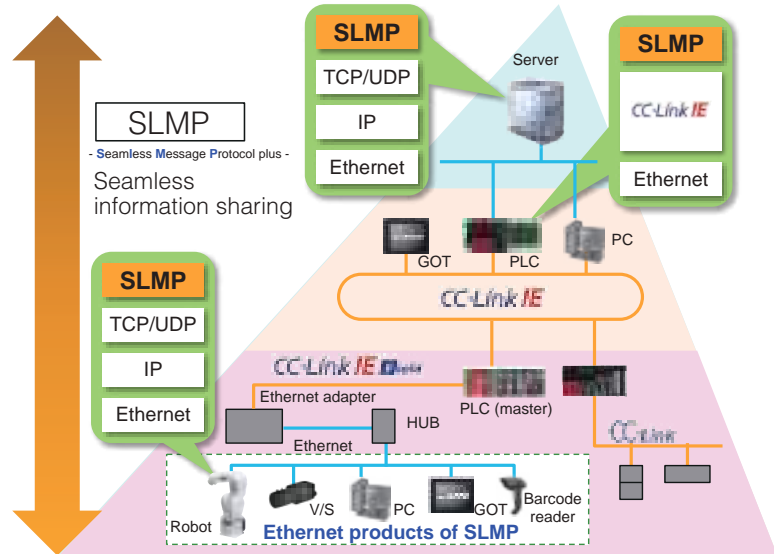 SLMP
TCP/UDP
IP
Ethernet
Server
SLMP
CC-Link IE
Ethernet
SLMP
- Seamless Message Protocol plus -
Seamless
information sharing
GOT
PLC
PC
CC-Link IE
SLMP
TCP/UDP
IP
Ethernet
CC-Link IE Field
Ethernet adapter
PLC (master)
HUB
Ethernet
CC-Link
Robot
V/S
PC
GOT
Barcode
reader
Ethernet products of SLMP